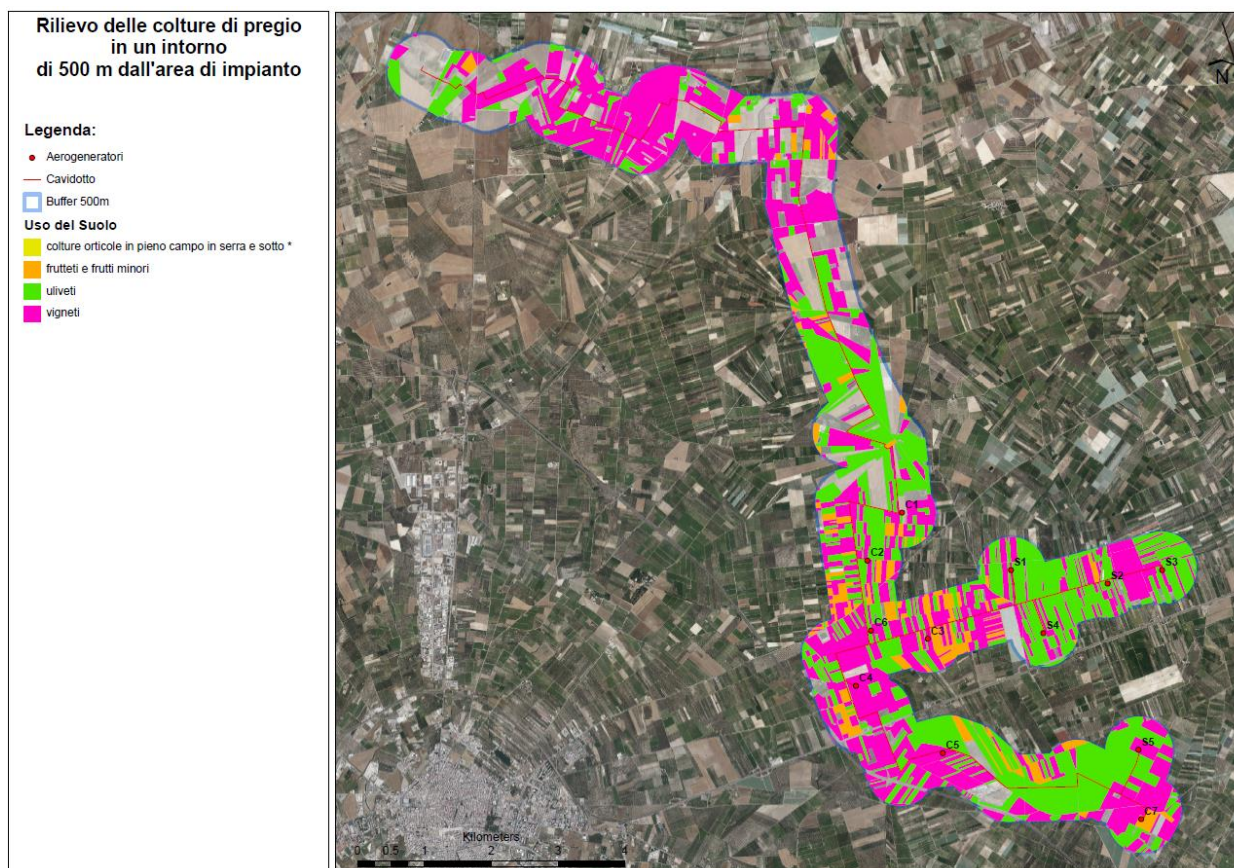 Rilievo delle colture di pregio
in un intorno
di 500 m dall'area di impianto
Legenda:
Aerogeneratori
Cavidotto
Buffer 500m
Uso del Suolo
colture orticole in pieno campo in serra e sotto *
frutteti e frutti minori
uliveti
vigneti
N
C1
C2
S1
S2
S3
C6
C3
S4
C4
C5
S5
C7
Kilometers
0 0.5 1 2 3 4